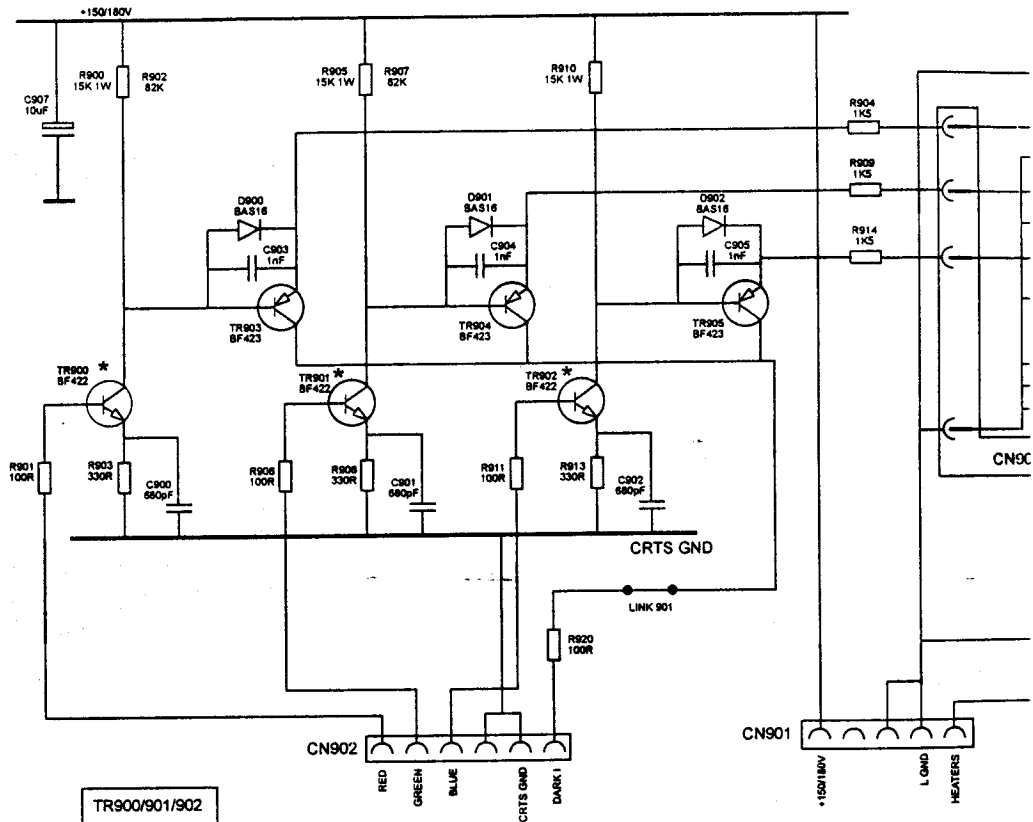 +150/180V
R900
15K 1W
R902
82K
R905
15K 1W
R907
82K
R910
15K 1W
C907
10uF
R904
1K5
R909
1K5
R914
1K5
D900
BAS16
C903
1nF
D901
BAS16
C904
1nF
D902
BAS16
C905
1nF
TR903
BF423
TR904
BF423
TR905
BF423
TR900
BF422
*
TR901
BF422
*
TR902
BF422
*
R901
100R
R903
330R
C900
680pF
R906
100R
R908
330R
C901
680pF
R911
100R
R913
330R
C902
680pF
CN90
CRTS GND
LINK 901
R920
100R
CN902
RED
GREEN
BLUE
CRTS GND
DARK I
CN901
+150/180V
L GND
HEATERS
TR900/901/902